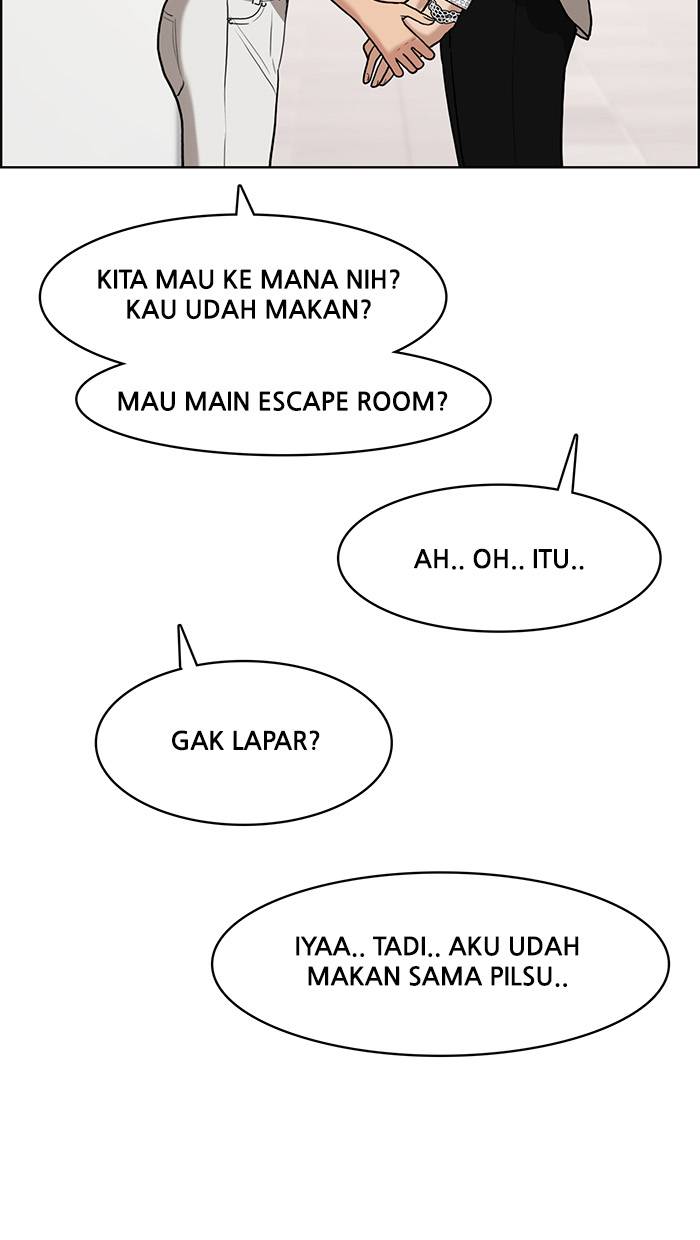 KITA MAU KE MANA NIH?
KAU UDAH MAKAN?
MAU MAIN ESCAPE ROOM?
AH.. OH.. ITU..
GAK LAPAR?
IYAA.. TADI.. AKU UDAH
MAKAN SAMA PILSU..